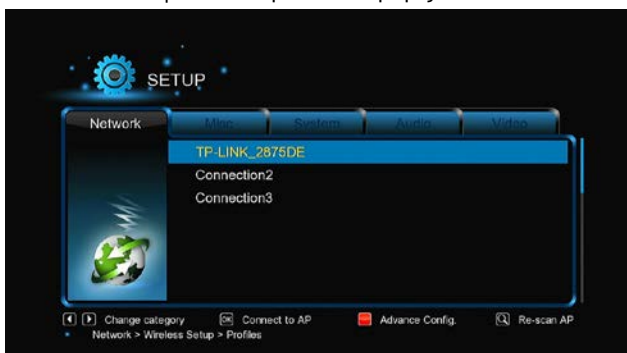 SETUP
Network Misc System Audio Video
TP-LINK_2875DE
Connection2
Connection3
Change category OK Connect to AP Advance Config. Re-scan AP
Network > Wireless Setup > Profiles